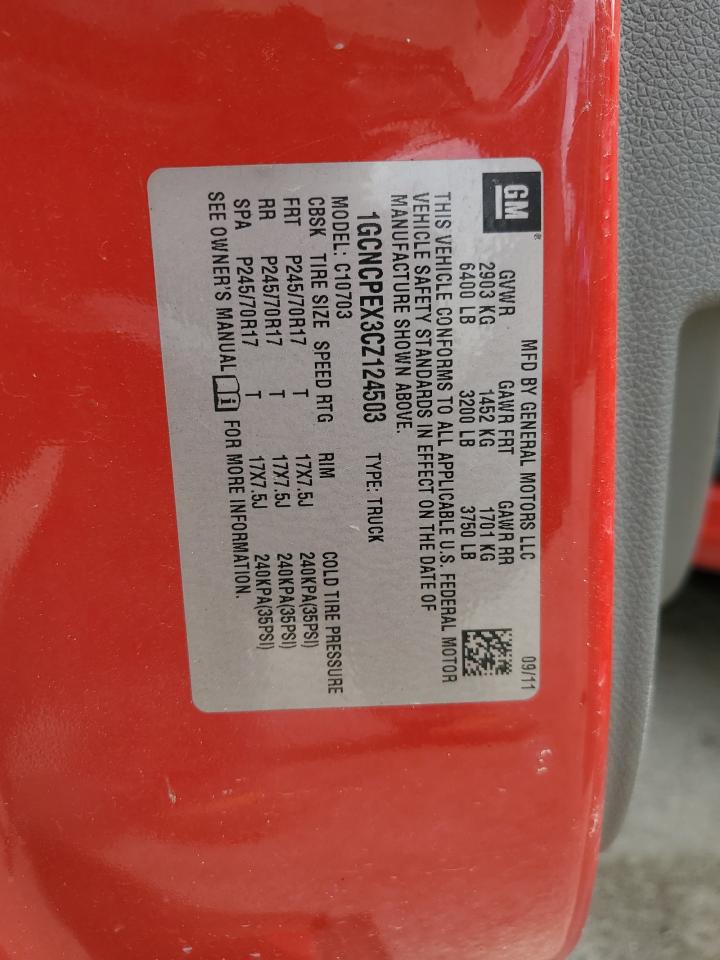 GM®
MFD BY GENERAL MOTORS LLC 09/11
GVWR GAWR FRT GAWR RR
2903 KG 1452 KG 1701 KG
6400 LB 3200 LB 3750 LB
THIS VEHICLE CONFORMS TO ALL APPLICABLE U.S. FEDERAL MOTOR
VEHICLE SAFETY STANDARDS IN EFFECT ON THE DATE OF
MANUFACTURE SHOWN ABOVE.
1GCNCPEX3CZ124503 TYPE: TRUCK
MODEL: C10703
CBSK TIRE SIZE SPEED RTG RIM COLD TIRE PRESSURE
FRT P245/70R17 T 17X7.5J 240KPA(35PSI)
RR P245/70R17 T 17X7.5J 240KPA(35PSI)
SPA P245/70R17 T 17X7.5J 240KPA(35PSI)
SEE OWNER'S MANUAL i FOR MORE INFORMATION.